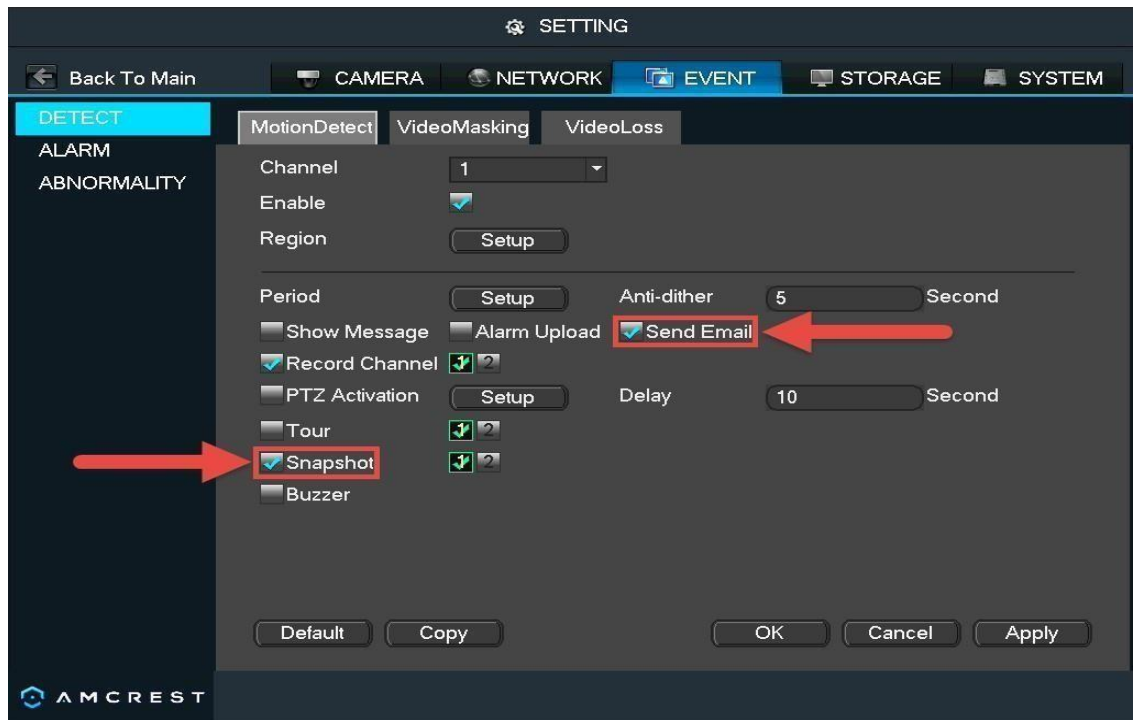 SETTING
Back To Main CAMERA NETWORK EVENT STORAGE SYSTEM
DETECT
ALARM
ABNORMALITY
MotionDetect VideoMasking VideoLoss
Channel 1
Enable
Region Setup
Period Setup Anti-dither 5 Second
Show Message Alarm Upload Send Email
Record Channel 1 2
PTZ Activation Setup Delay 10 Second
Tour 1 2
Snapshot 1 2
Buzzer
Default Copy OK Cancel Apply
AMCREST